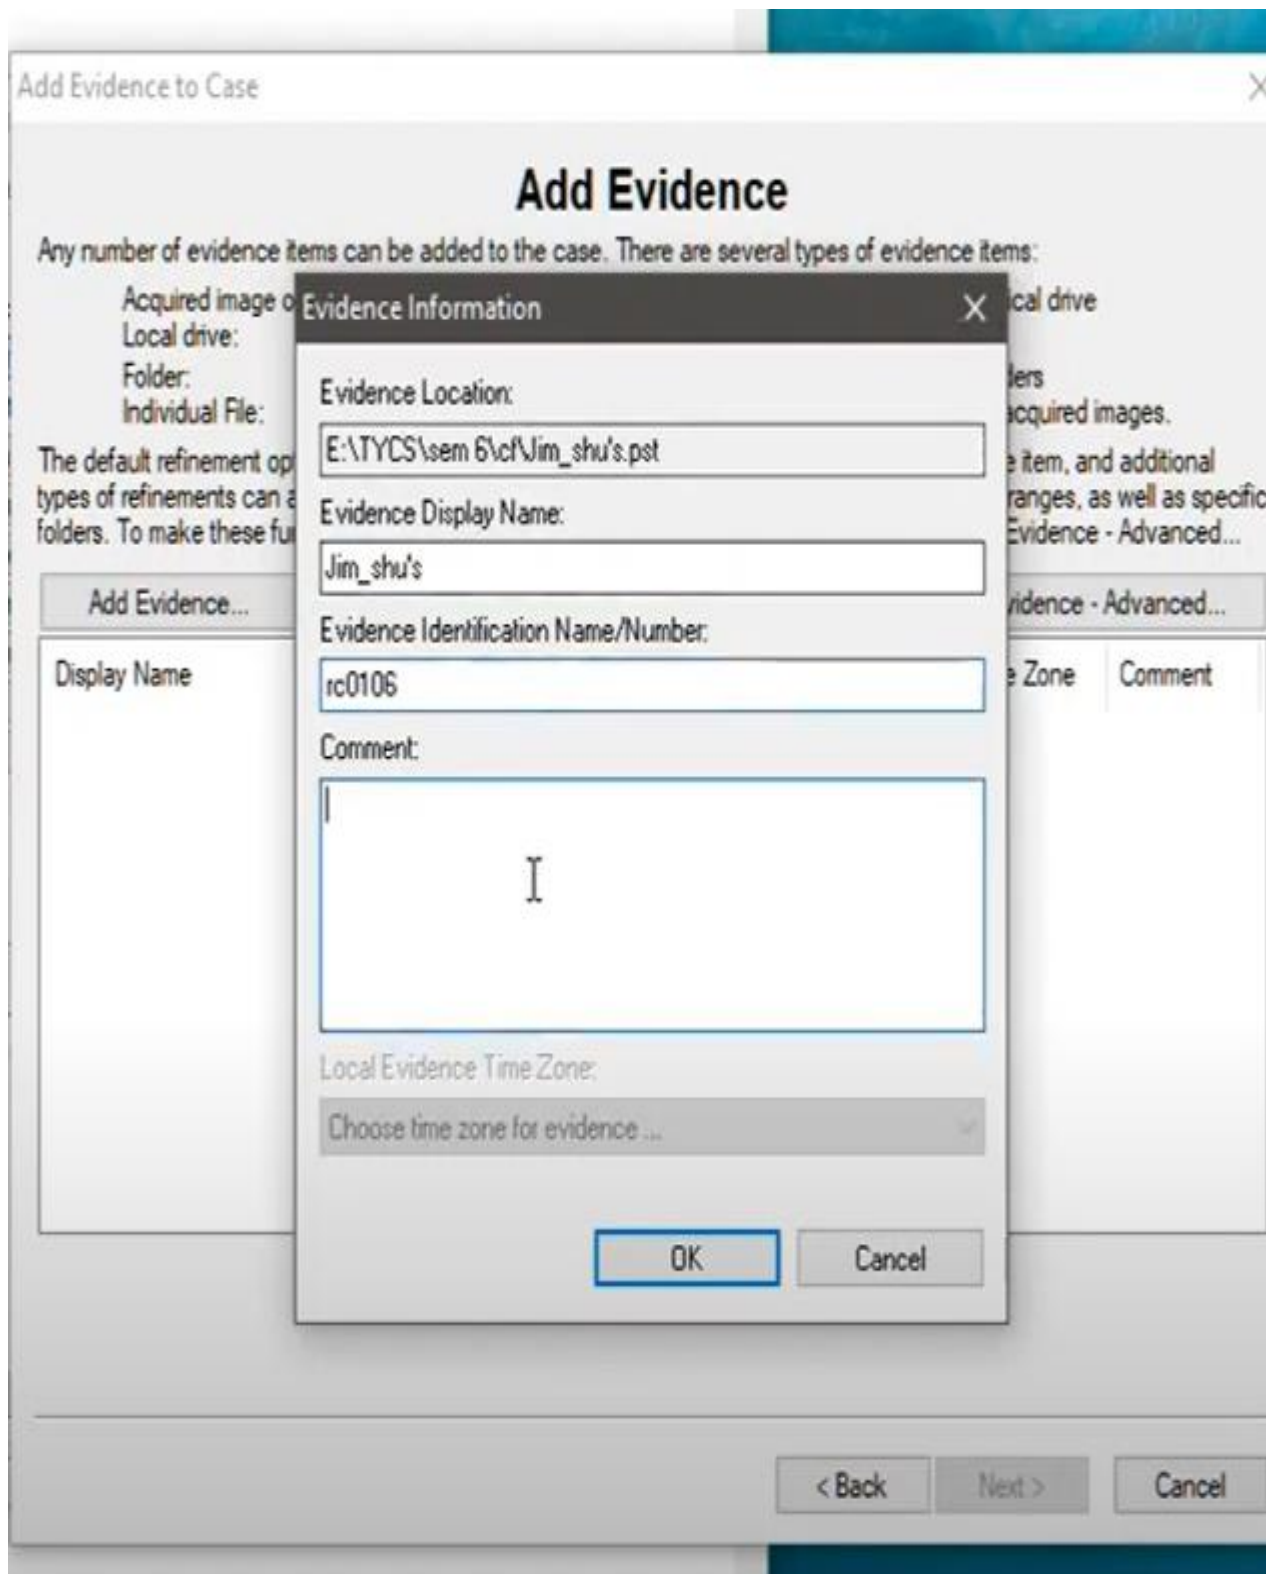 Add Evidence to Case
Add Evidence
Any number of evidence items can be added to the case. There are several types of evidence items:
Acquired image o
ical drive
Local drive:
Folder:
ders
Individual File:
acquired images.
The default refinement op
e item, and additional
types of refinements can a
ranges, as well as specific
folders. To make these fu
Evidence - Advanced...
Add Evidence...
vidence - Advanced...
Display Name
e Zone
Comment
Evidence Information
Evidence Location:
E:\TYCS\sem 6\cf\Jim_shu's.pst
Evidence Display Name:
Jim_shu's
Evidence Identification Name/Number:
rc0106
Comment:
Local Evidence Time Zone:
Choose time zone for evidence ...
OK
Cancel
< Back
Next >
Cancel